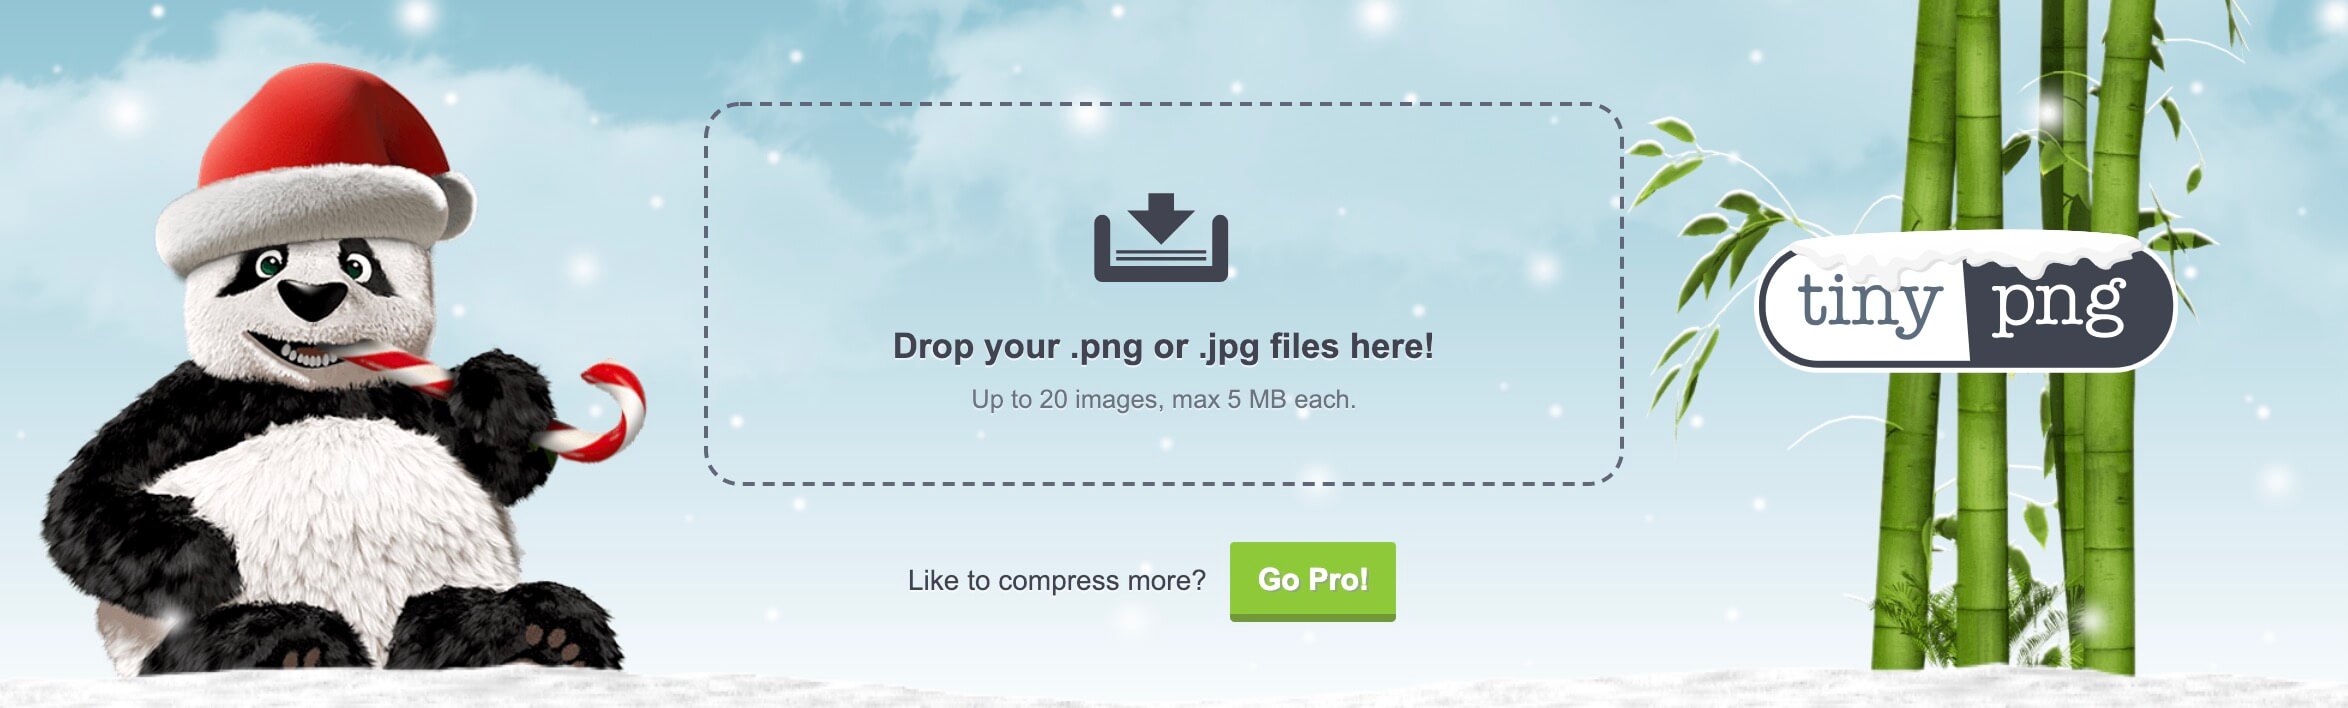 Drop your .png or .jpg files here!
Up to 20 images, max 5 MB each.
tiny png
Like to compress more? Go Pro!